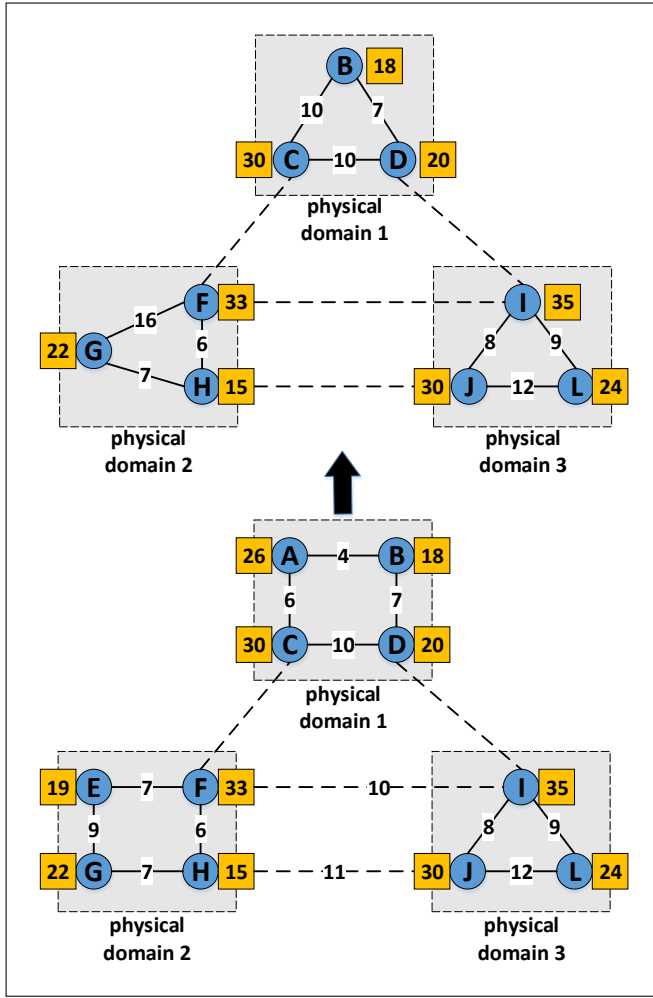 B 18
10 7
30 C 10 D 20
physical
domain 1
F 33 I 35
16 8 9
22 G 6
7
H 15 30 J 12 L 24
physical
domain 2
physical
domain 3
26 A 4 B 18
6 7
30 C 10 D 20
physical
domain 1
19 E 7 F 33 10 I 35
9 6 8 9
22 G 7 H 15 11 30 J 12 L 24
physical
domain 2
physical
domain 3